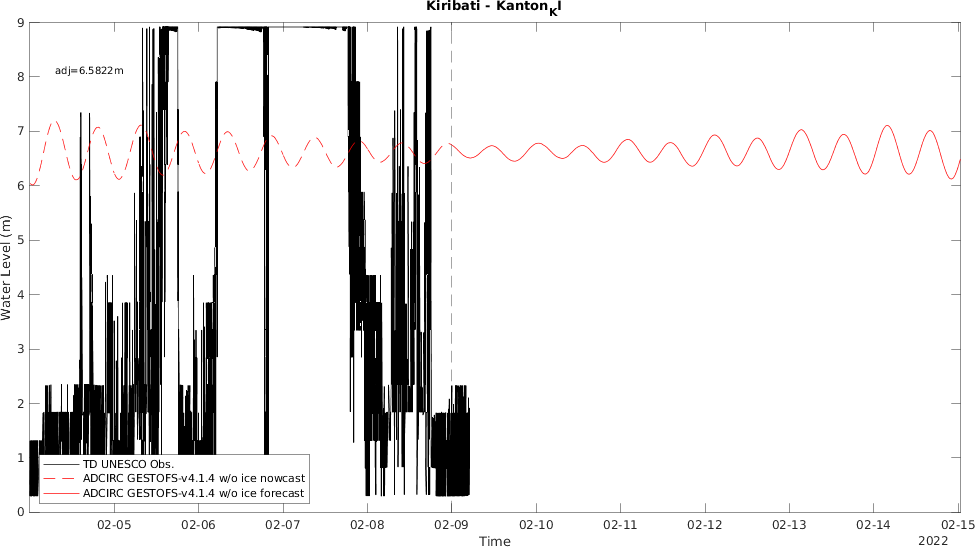 Kiribati - Kanton_KI
9
8
7
6
5
4
3
2
1
0
Water Level (m)
adj=6.5822m
TD UNESCO Obs.
ADCIRC GESTOFS-v4.1.4 w/o ice nowcast
ADCIRC GESTOFS-v4.1.4 w/o ice forecast
02-05 02-06 02-07 02-08 02-09 02-10 02-11 02-12 02-13 02-14 02-15
Time
2022